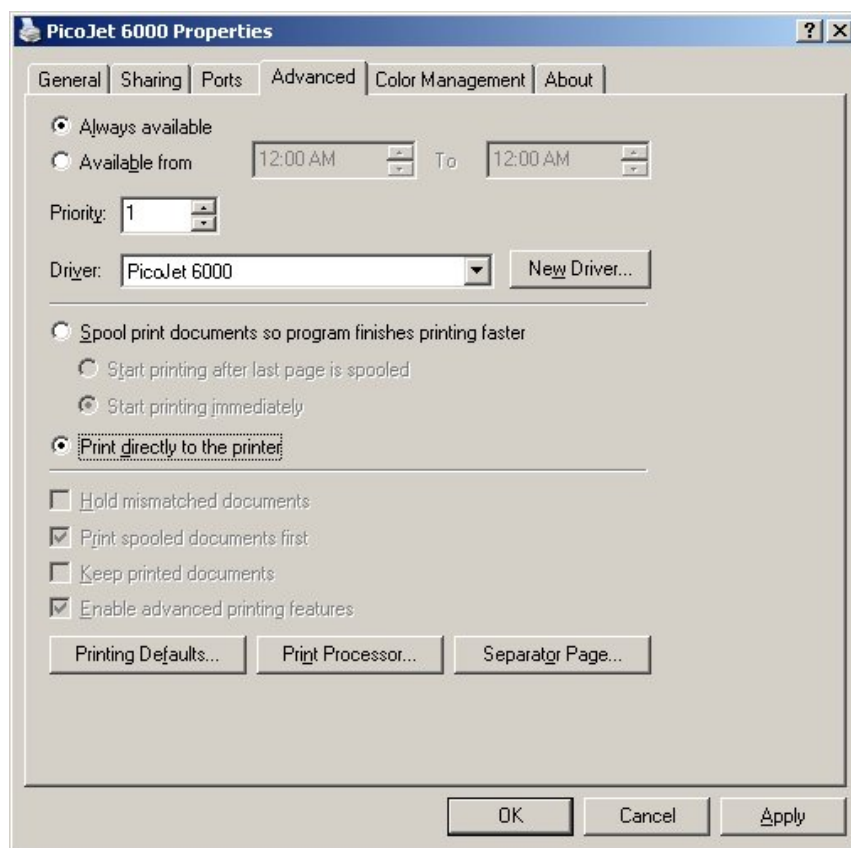 PicoJet 6000 Properties
General Sharing Ports Advanced Color Management About
Always available
Available from 12:00 AM To 12:00 AM
Priority: 1
Driver: PicoJet 6000 New Driver...
Spool print documents so program finishes printing faster
Start printing after last page is spooled
Start printing immediately
Print directly to the printer
Hold mismatched documents
Print spooled documents first
Keep printed documents
Enable advanced printing features
Printing Defaults... Print Processor... Separator Page...
OK Cancel Apply